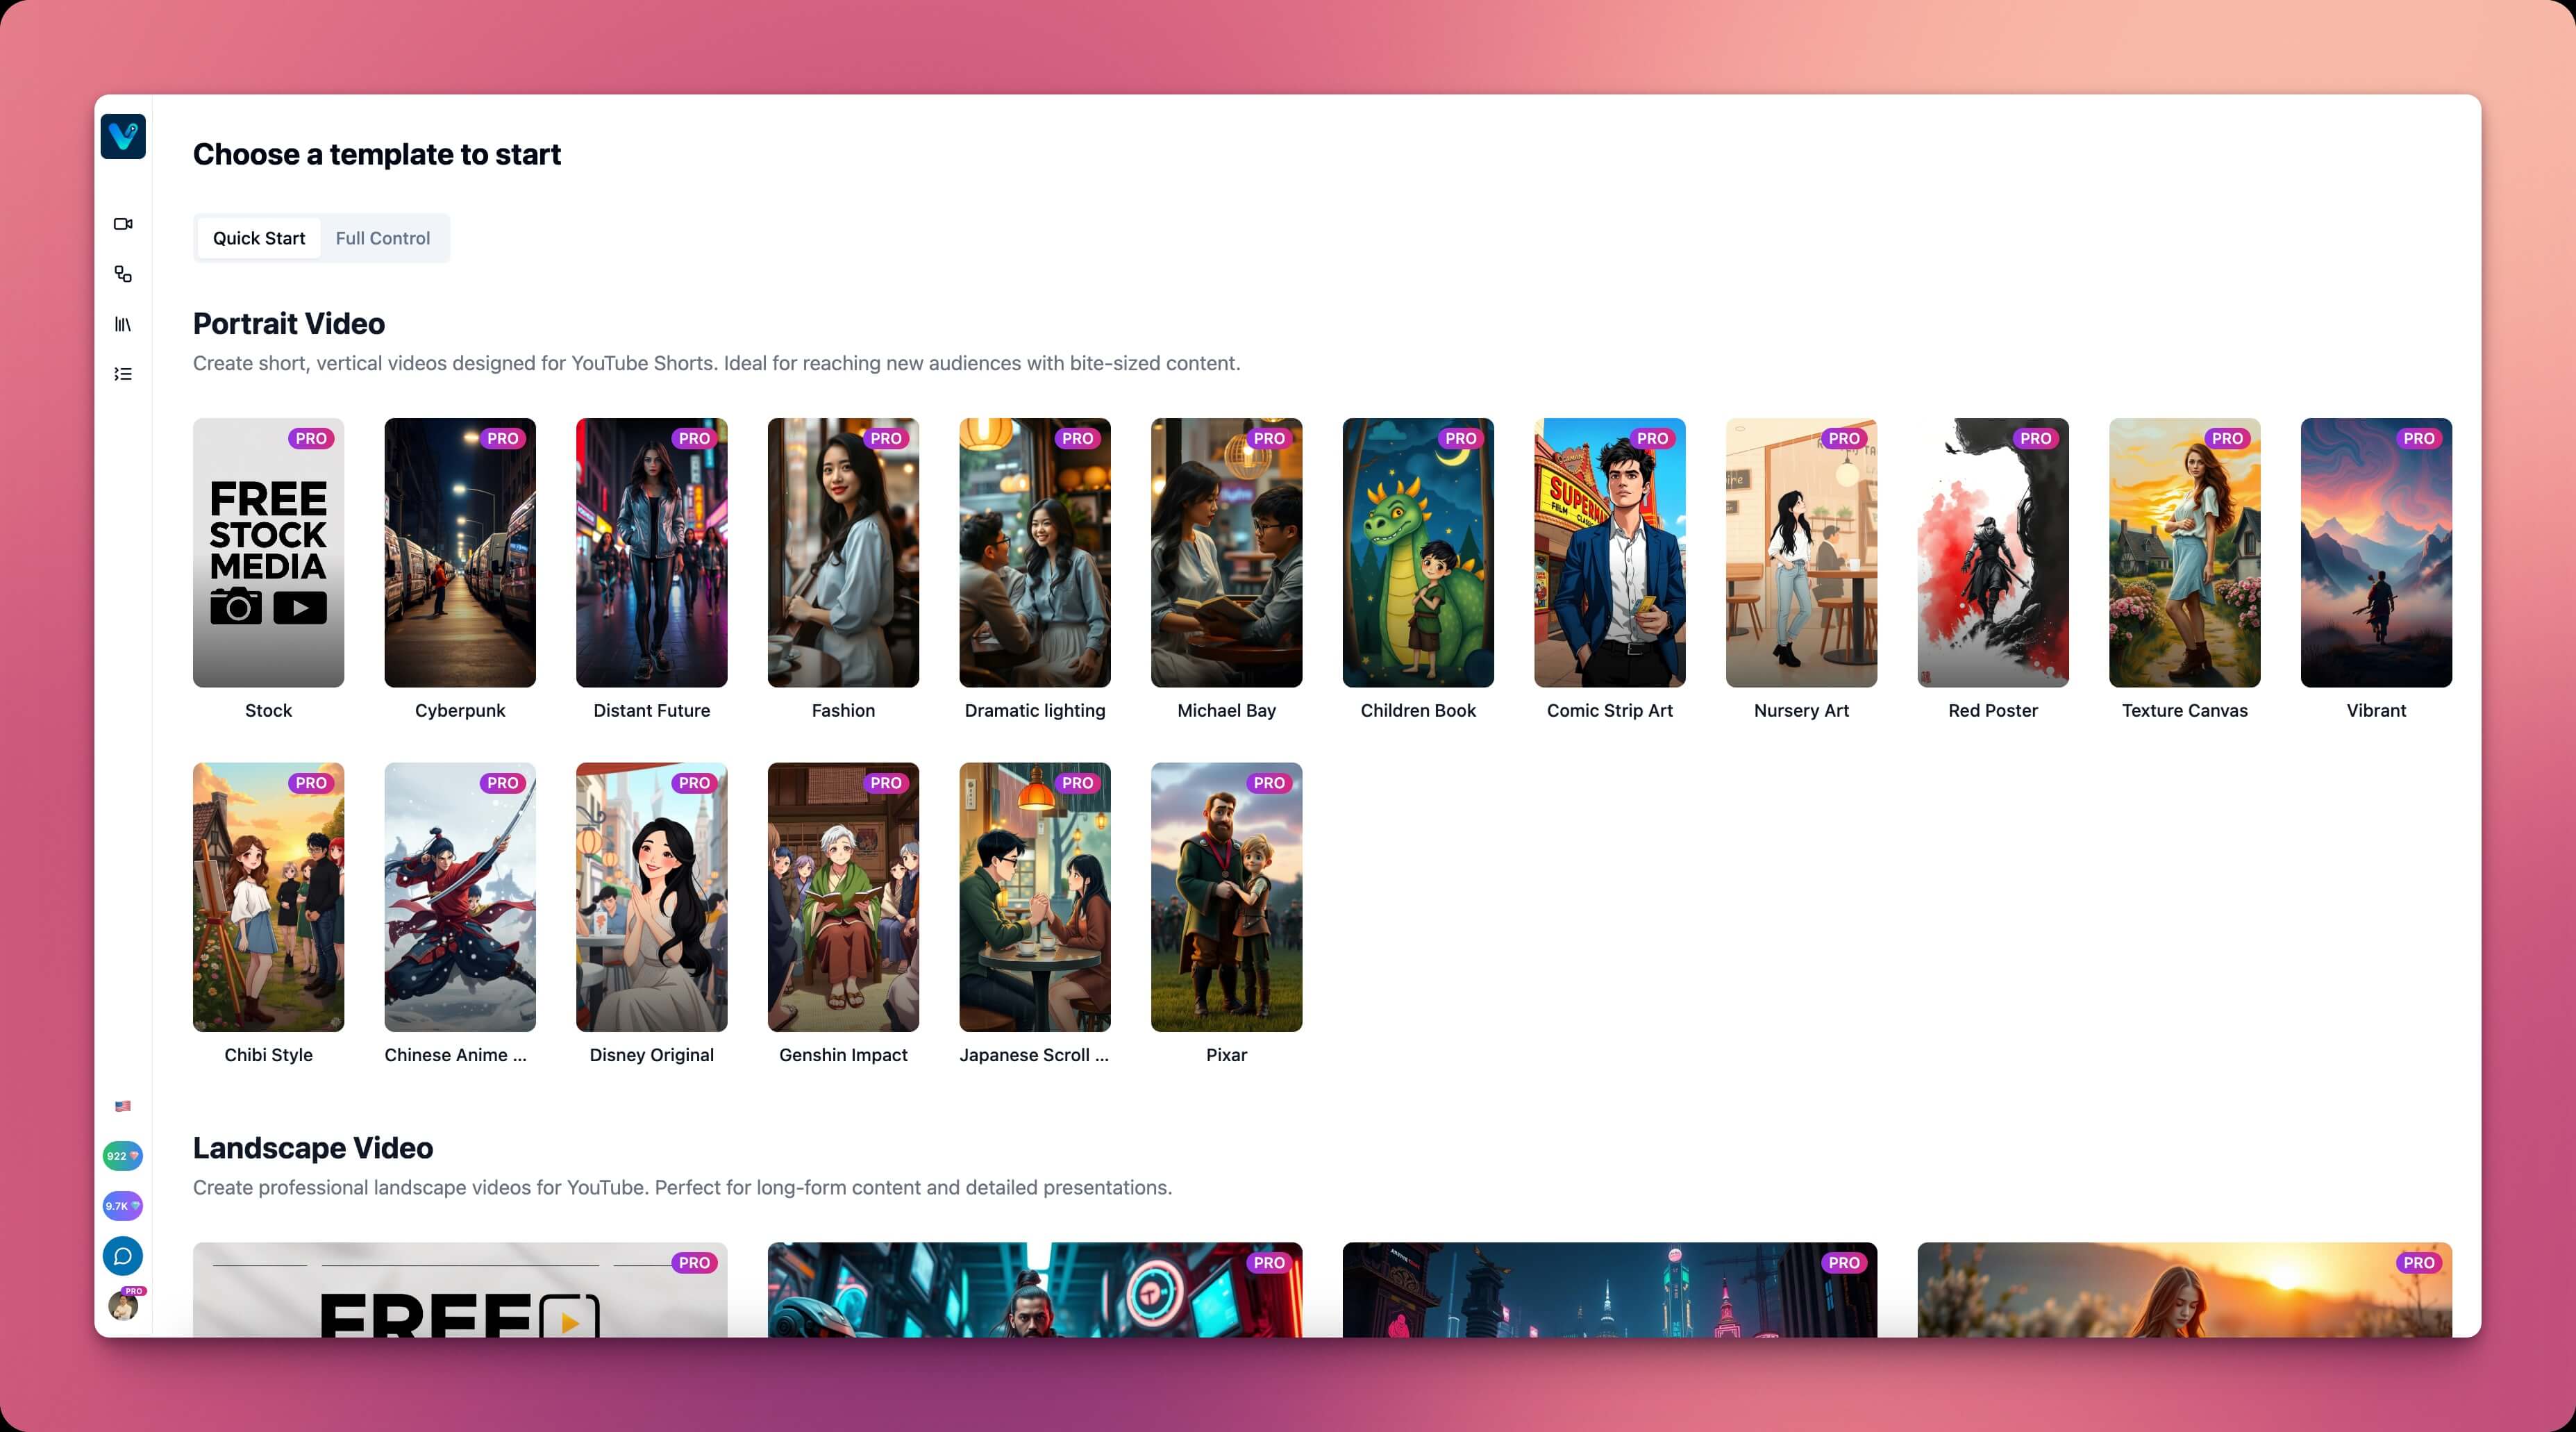 Choose a template to start
Quick Start
Full Control
Portrait Video
Create short, vertical videos designed for YouTube Shorts. Ideal for reaching new audiences with bite-sized content.
PRO
FREE
STOCK
MEDIA
Stock
PRO
Cyberpunk
PRO
Distant Future
PRO
Fashion
PRO
Dramatic lighting
PRO
Michael Bay
PRO
Children Book
PRO
SUPERM
FILM
Comic Strip Art
PRO
Nursery Art
PRO
Red Poster
PRO
Texture Canvas
PRO
Vibrant
PRO
Chibi Style
PRO
Chinese Anime ...
PRO
Disney Original
PRO
Genshin Impact
PRO
Japanese Scroll ...
PRO
Pixar
Landscape Video
Create professional landscape videos for YouTube. Perfect for long-form content and detailed presentations.
PRO
FREE
PRO
PRO
PRO
922
9.7K
PRO